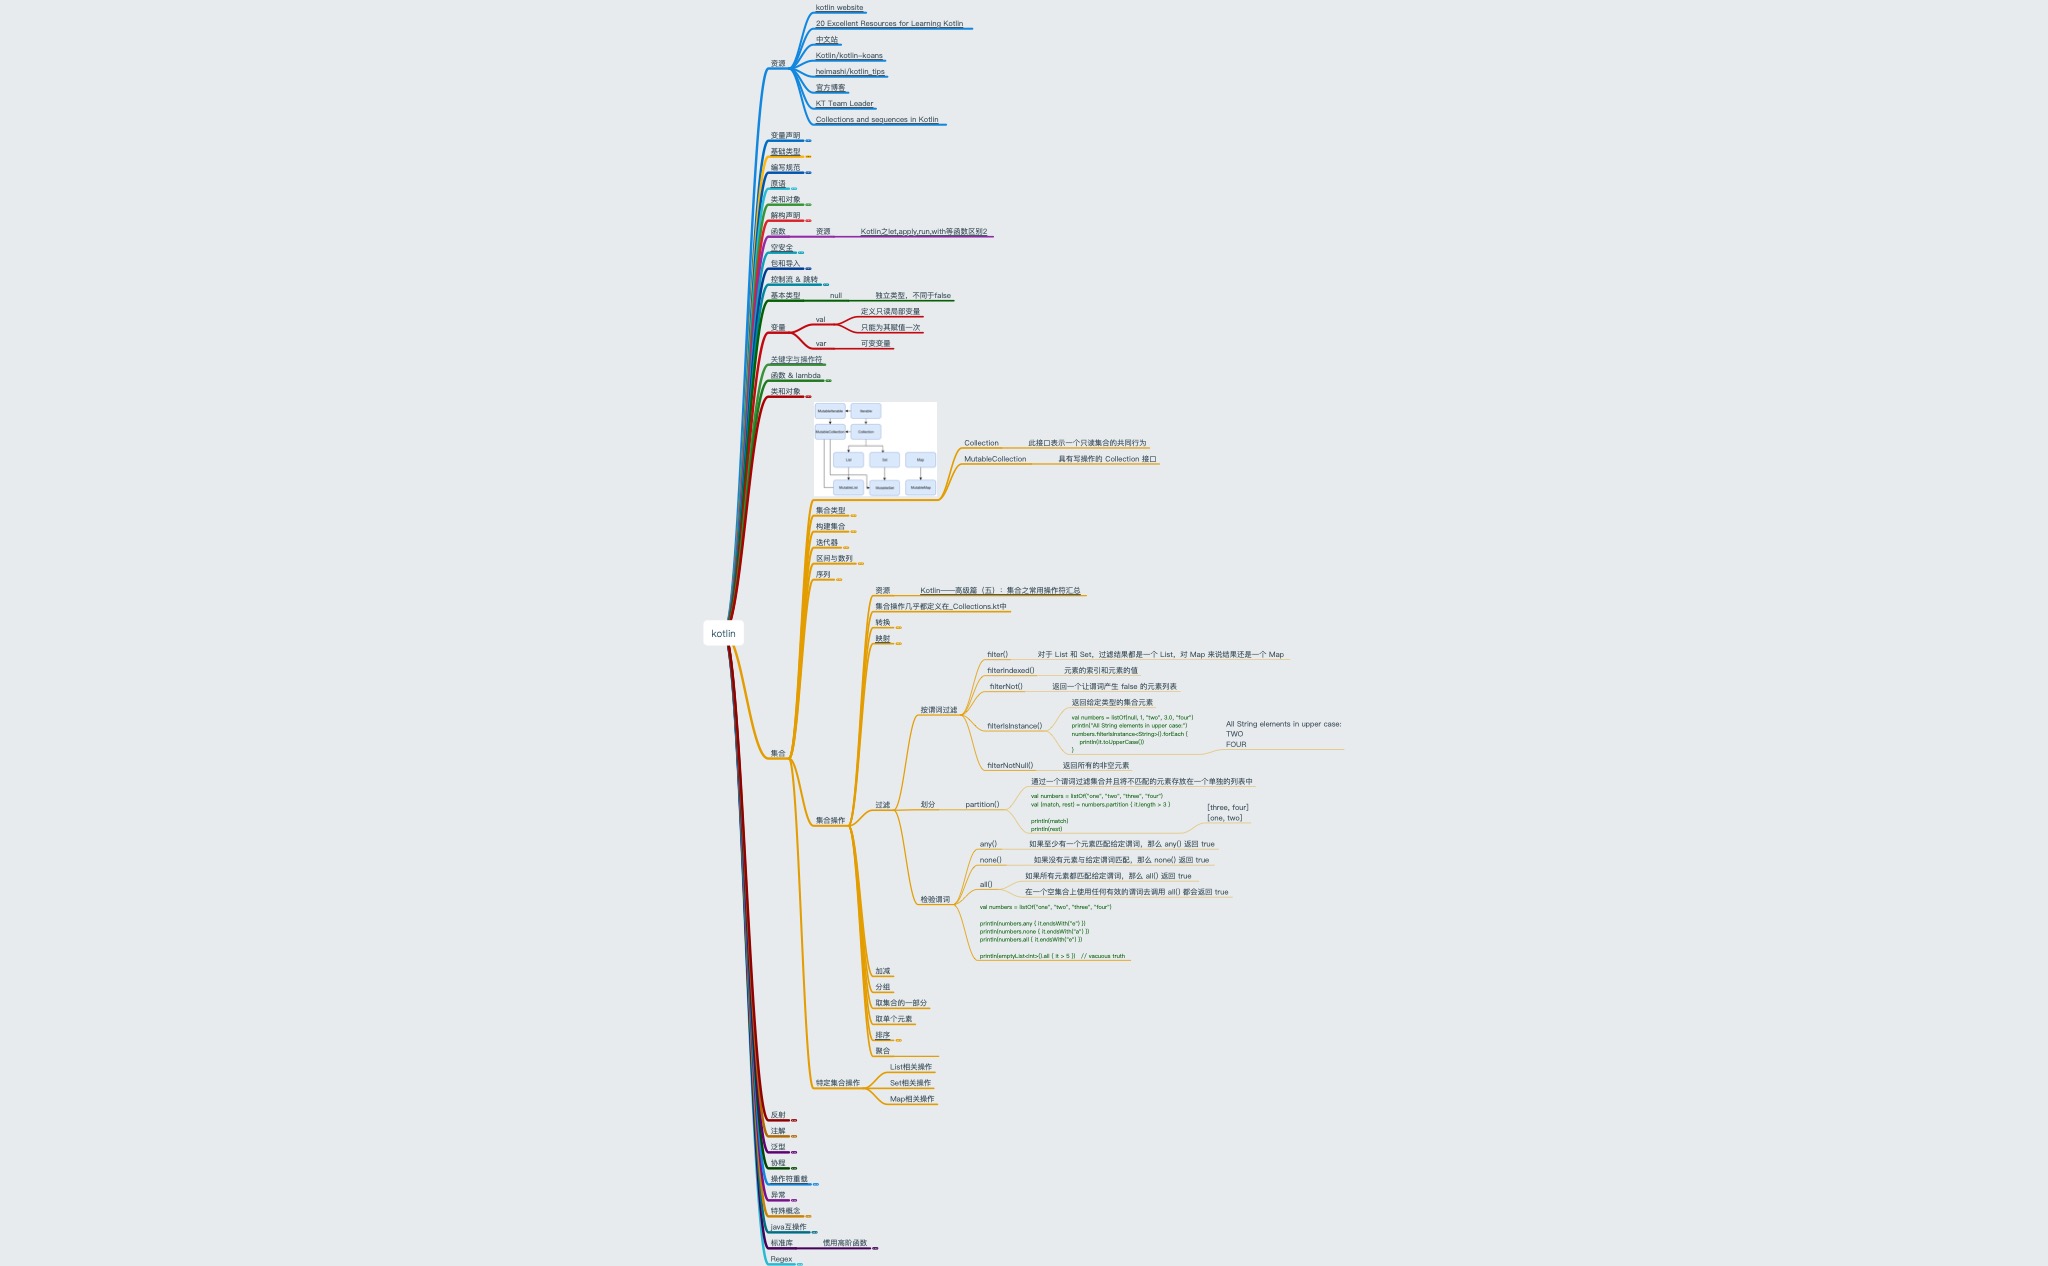 kotlin
资源
kotlin website
20 Excellent Resources for Learning Kotlin
中文站
Kotlin/kotlin-koans
heimashi/kotlin_tips
官方博客
KT Team Leader
Collections and sequences in Kotlin
变量声明
基础类型
编写规范
原语
类和对象
解构声明
函数
资源
Kotlin之let,apply,run,with等函数区别2
空安全
包和导入
控制流 & 跳转
基本类型
null
独立类型，不同于false
变量
val
定义只读局部变量
只能为其赋值一次
var
可变变量
关键字与操作符
函数 & lambda
类和对象
集合
MutableIterable
Iterable
MutableCollection
Collection
List
Set
Map
MutableList
MutableSet
MutableMap
Collection
此接口表示一个只读集合的共同行为
MutableCollection
具有写操作的 Collection 接口
集合类型
构建集合
迭代器
区间与数列
序列
集合操作
资源
Kotlin——高级篇（五）：集合之常用操作符汇总
集合操作几乎都定义在_Collections.kt中
转换
映射
过滤
按谓词过滤
filter()
对于 List 和 Set，过滤结果都是一个 List，对 Map 来说结果还是一个 Map
filterIndexed()
元素的索引和元素的值
filterNot()
返回一个让谓词产生 false 的元素列表
filterIsInstance()
返回给定类型的集合元素
val numbers = listOf(null, 1, "two", 3.0, "four")
println("All String elements in upper case:")
numbers.filterIsInstance<String>().forEach {
println(it.toUpperCase())
}
All String elements in upper case:
TWO
FOUR
filterNotNull()
返回所有的非空元素
划分
partition()
通过一个谓词过滤集合并且将不匹配的元素存放在一个单独的列表中
val numbers = listOf("one", "two", "three", "four")
val (match, rest) = numbers.partition { it.length > 3 }
println(match)
println(rest)
[three, four]
[one, two]
检验谓词
any()
如果至少有一个元素匹配给定谓词，那么 any() 返回 true
none()
如果没有元素与给定谓词匹配，那么 none() 返回 true
all()
如果所有元素都匹配给定谓词，那么 all() 返回 true
在一个空集合上使用任何有效的谓词去调用 all() 都会返回 true
val numbers = listOf("one", "two", "three", "four")
println(numbers.any { it.endsWith("e") })
println(numbers.none { it.endsWith("a") })
println(numbers.all { it.endsWith("e") })
println(emptyList<Int>().all { it > 5 })   // vacuous truth
加减
分组
取集合的一部分
取单个元素
排序
聚合
特定集合操作
List相关操作
Set相关操作
Map相关操作
反射
注解
泛型
协程
操作符重载
异常
特殊概念
java互操作
标准库
惯用高阶函数
Regex